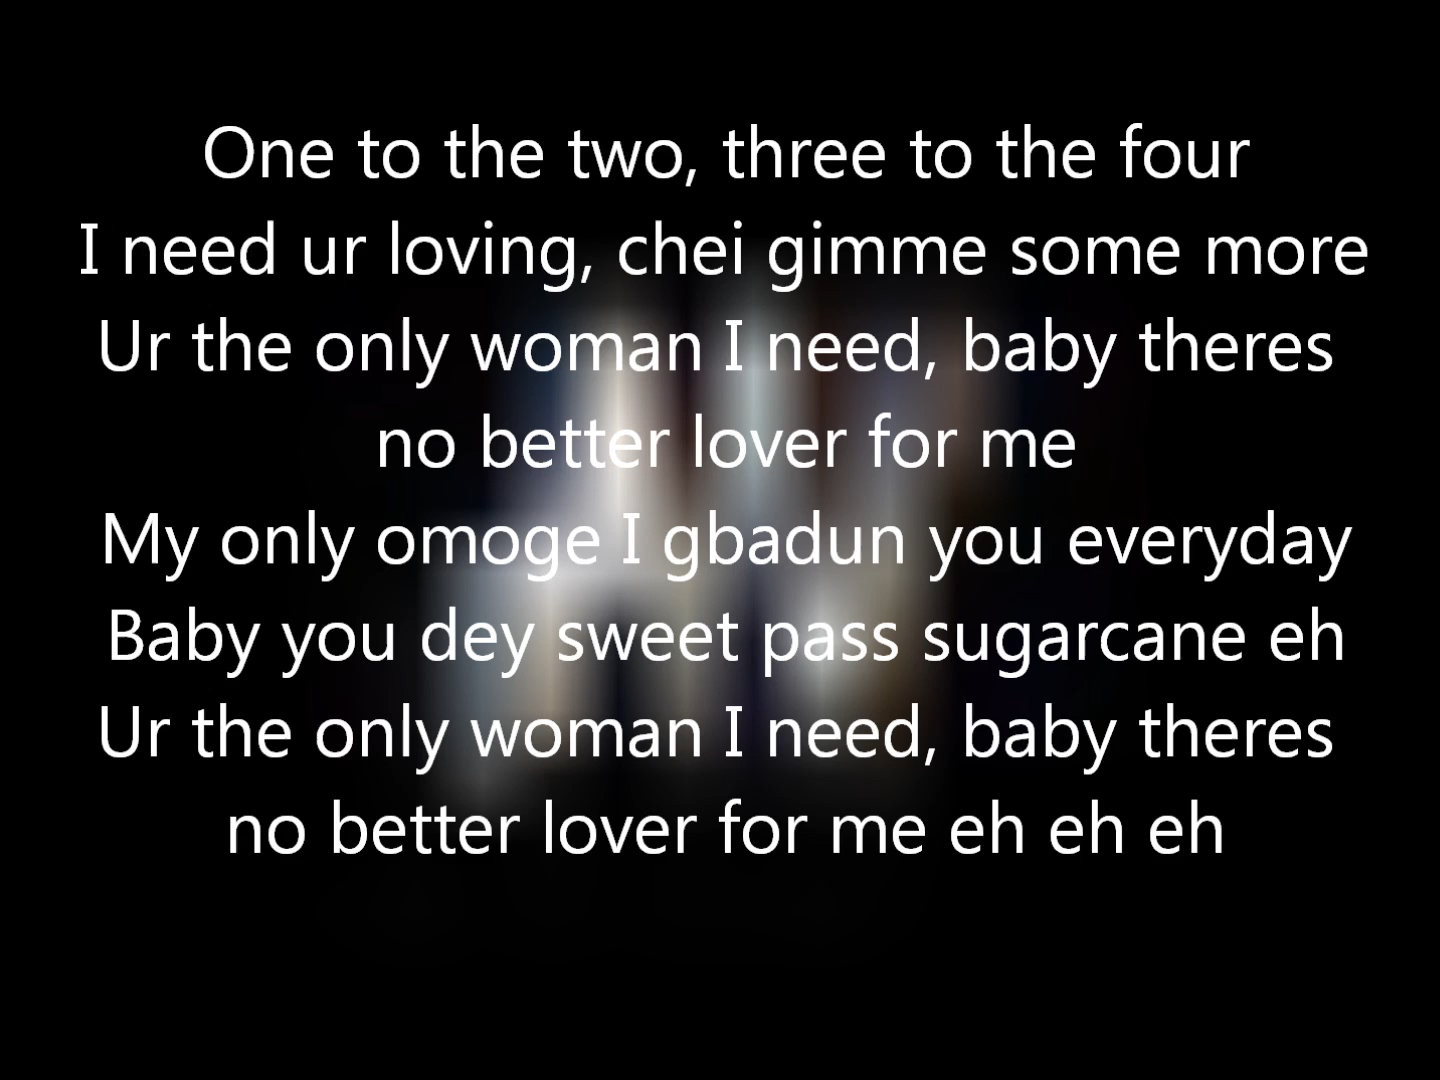 One to the two, three to the four
I need ur loving, chei gimme some more
Ur the only woman I need, baby theres
no better lover for me
My only omoge I gbadun you everyday
Baby you dey sweet pass sugarcane eh
Ur the only woman I need, baby theres
no better lover for me eh eh eh